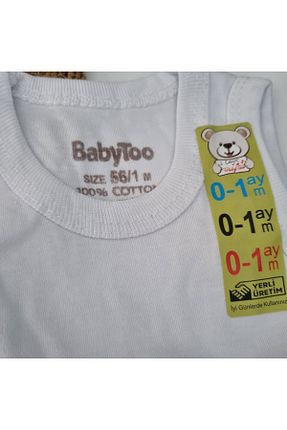 BabyToo
SIZE 56/1 M
100% COTTON
0-1 ay m
0-1 ay m
0-1 ay m
YERLİ
ÜRETİM
İyi Günlerde Kullanınız